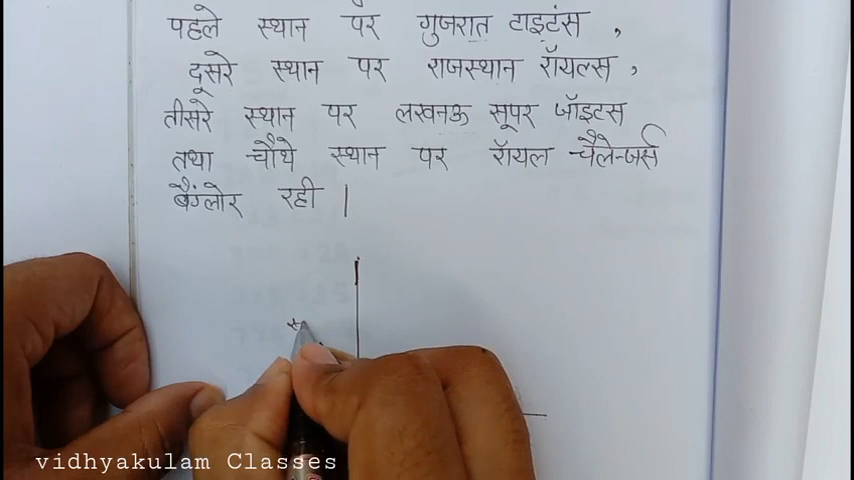 पहले स्थान पर गुजरात टाइटंस ,
दूसरे स्थान पर राजस्थान रॉयल्स ,
तीसरे स्थान पर लखनऊ सूपर जॉइटस
तथा चौथे स्थान पर रॉयल चैलेन्जर्स
बैंग्लोर रही |
vidhyakulam Classes